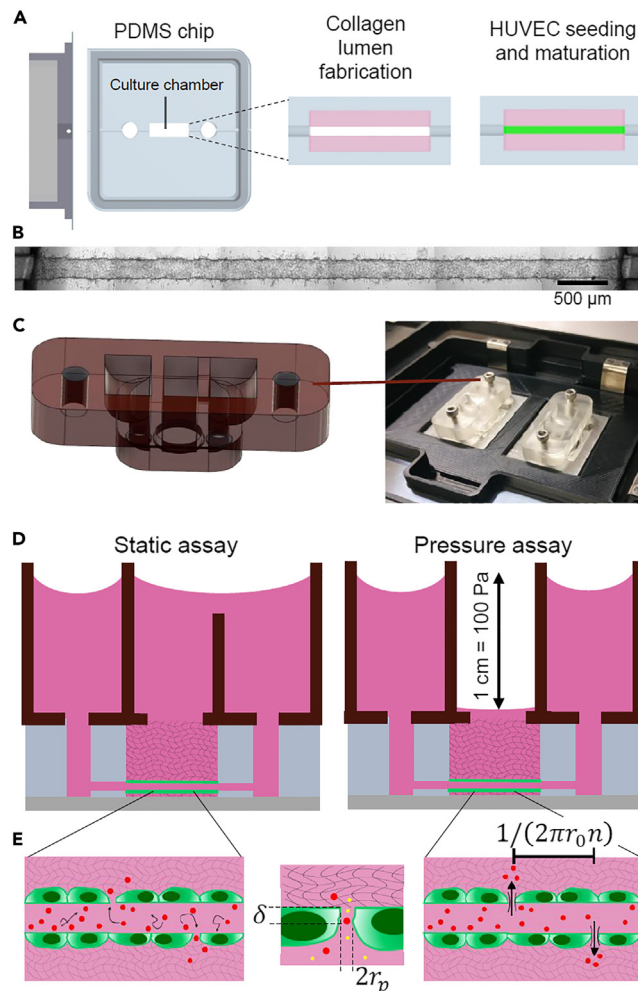 A
PDMS chip
Culture chamber
Collagen
lumen
fabrication
HUVEC seeding
and maturation
B
500 µm
C
D
Static assay
Pressure assay
1 cm = 100 Pa
E
δ
2r_p
1/(2πr₀n)